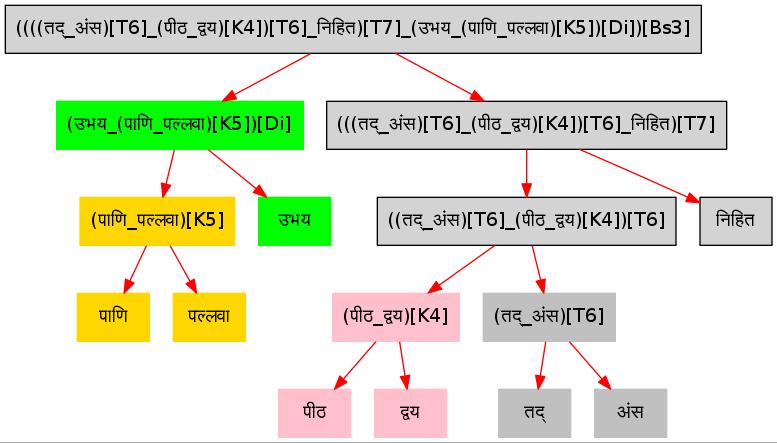 ((((तद्_अंस)[T6]_(पीठ_द्वय)[K4])[T6]_निहित)[T7]_(उभय_(पाणि_पल्लवा)[K5])[Di])[Bs3]
(उभय_(पाणि_पल्लवा)[K5])[Di]
(((तद्_अंस)[T6]_(पीठ_द्वय)[K4])[T6]_निहित)[T7]
(पाणि_पल्लवा)[K5]
उभय
((तद्_अंस)[T6]_(पीठ_द्वय)[K4])[T6]
निहित
पाणि
पल्लवा
(पीठ_द्वय)[K4]
(तद्_अंस)[T6]
पीठ
द्वय
तद्
अंस